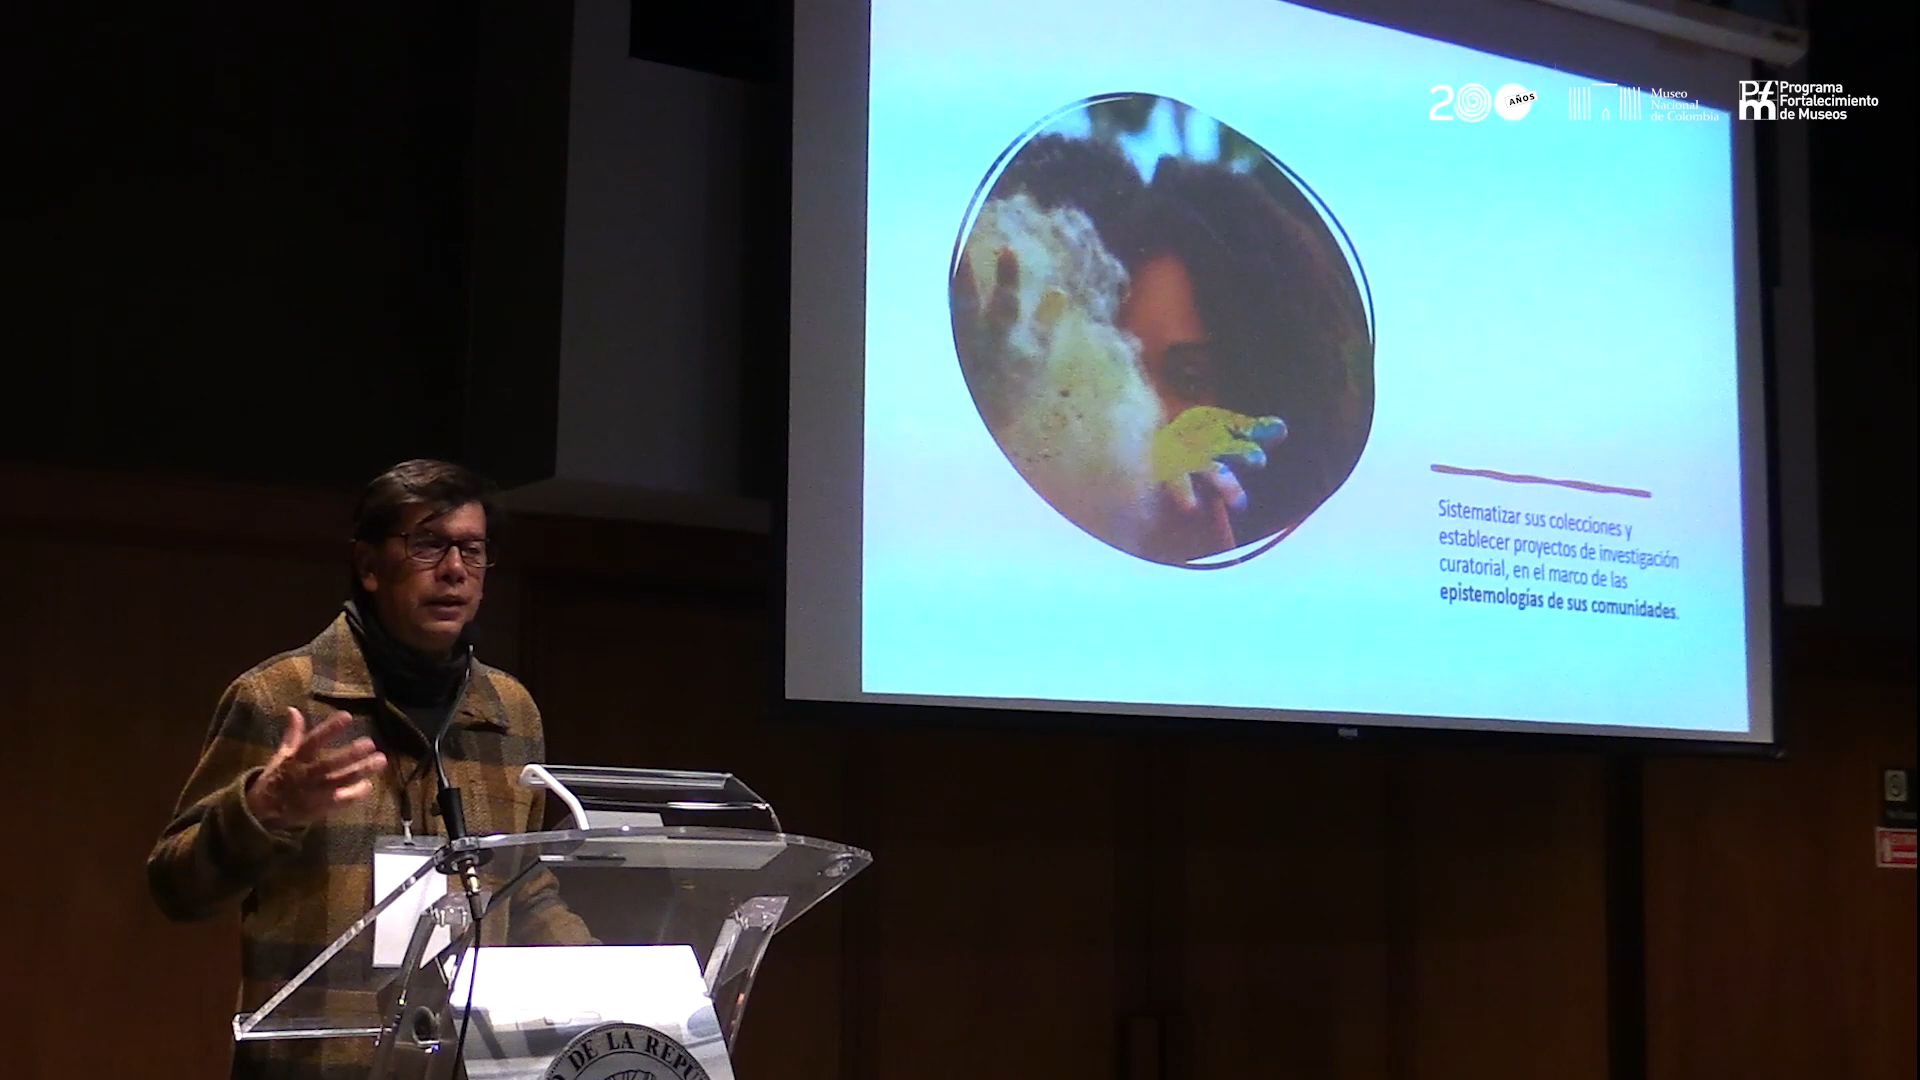 200
AÑOS
Museo
Nacional
de Colombia
Pfm
Programa
Fortalecimiento
de Museos
Sistematizar sus colecciones y
establecer proyectos de investigación
curatorial, en el marco de las
epistemologías de sus comunidades.
DE LA REPU